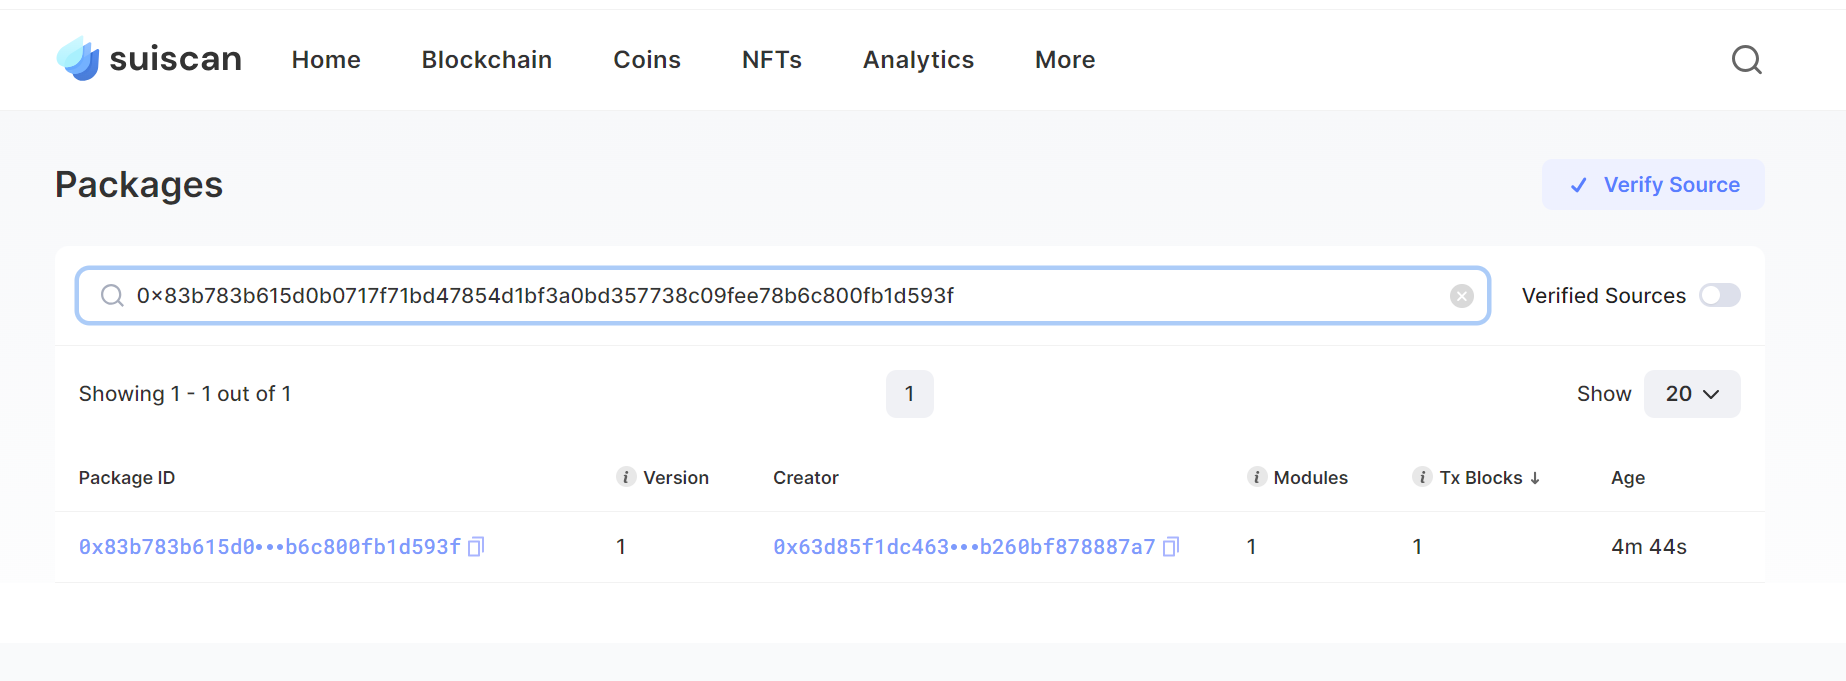 suiscan Home Blockchain Coins NFTs Analytics More
Packages
Verify Source
0x83b783b615d0b0717f71bd47854d1bf3a0bd357738c09fee78b6c800fb1d593f
Verified Sources
Showing 1 - 1 out of 1
1
Show 20
Package ID i Version Creator i Modules i Tx Blocks ↓ Age
0x83b783b615d0•••b6c800fb1d593f 1 0x63d85f1dc463•••b260bf878887a7 1 1 4m 44s